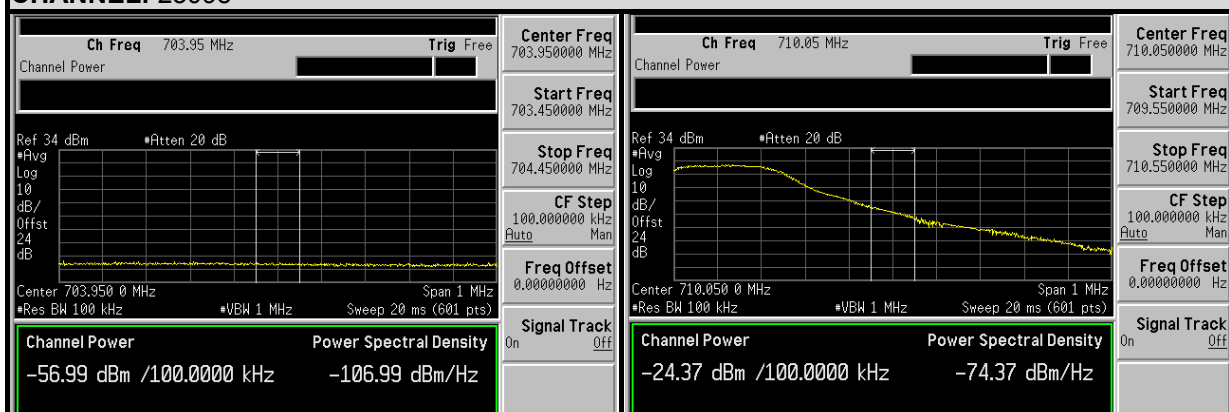 Ch Freq 703.95 MHz Trig Free
Channel Power
Ref 34 dBm #Atten 20 dB
#Avg
Log
10
dB/
Offst
24
dB
Center 703.950 0 MHz Span 1 MHz
#Res BW 100 kHz #VBW 1 MHz Sweep 20 ms (601 pts)
Channel Power Power Spectral Density
-56.99 dBm /100.0000 kHz -106.99 dBm/Hz
Center Freq
703.950000 MHz
Start Freq
703.450000 MHz
Stop Freq
704.450000 MHz
CF Step
100.000000 kHz
Auto Man
Freq Offset
0.00000000 Hz
Signal Track
On Off
Ch Freq 710.05 MHz Trig Free
Channel Power
Ref 34 dBm #Atten 20 dB
#Avg
Log
10
dB/
Offst
24
dB
Center 710.050 0 MHz Span 1 MHz
#Res BW 100 kHz #VBW 1 MHz Sweep 20 ms (601 pts)
Channel Power Power Spectral Density
-24.37 dBm /100.0000 kHz -74.37 dBm/Hz
Center Freq
710.050000 MHz
Start Freq
709.550000 MHz
Stop Freq
710.550000 MHz
CF Step
100.000000 kHz
Auto Man
Freq Offset
0.00000000 Hz
Signal Track
On Off